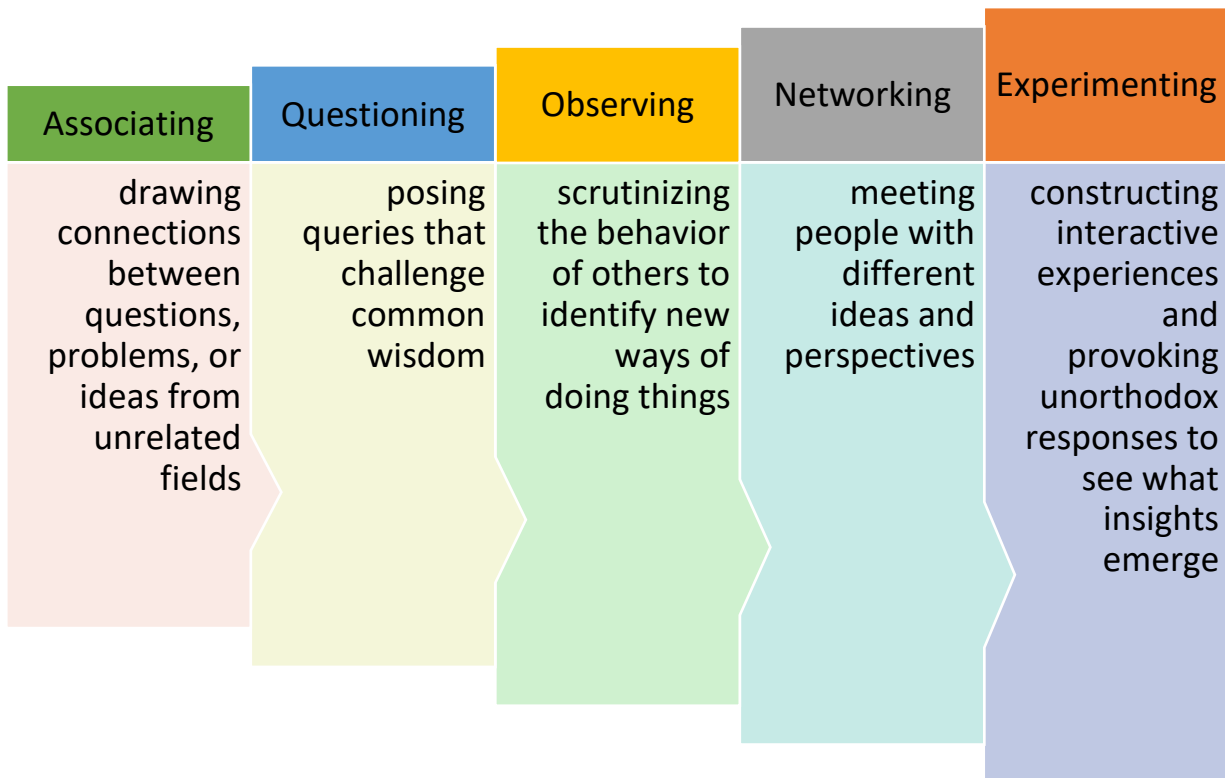 Associating
drawing
connections
between
questions,
problems, or
ideas from
unrelated
fields
Questioning
posing
queries that
challenge
common
wisdom
Observing
scrutinizing
the behavior
of others to
identify new
ways of
doing things
Networking
meeting
people with
different
ideas and
perspectives
Experimenting
constructing
interactive
experiences
and
provoking
unorthodox
responses to
see what
insights
emerge